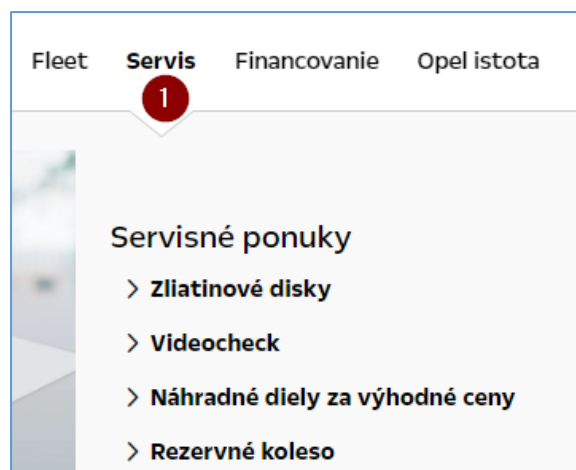 Fleet Servis Financovanie Opel istota
1
Servisné ponuky
Zliatinové disky
Videocheck
Náhradné diely za výhodné ceny
Rezervné koleso